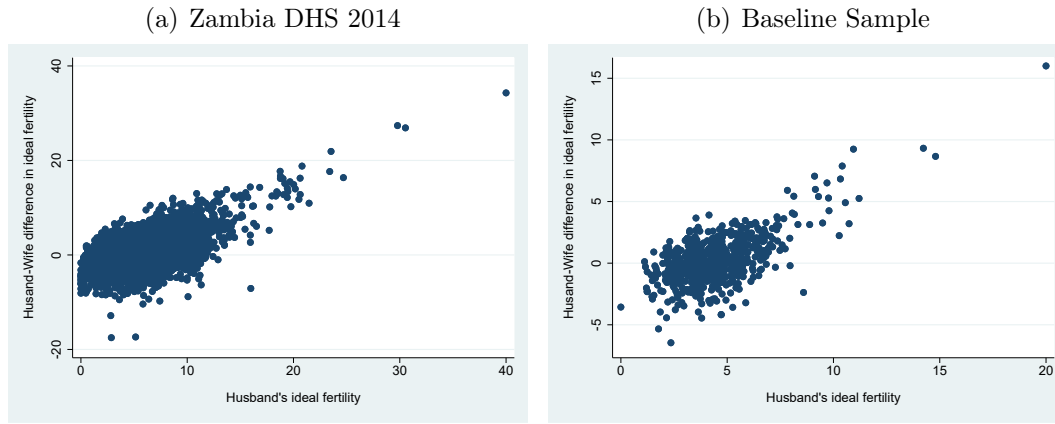 (a) Zambia DHS 2014
Husand-Wife difference in ideal fertility
40
20
0
-20
0 10 20 30 40
Husband's ideal fertility
(b) Baseline Sample
Husand-Wife difference in ideal fertility
15
10
5
0
-5
0 5 10 15 20
Husband's ideal fertility